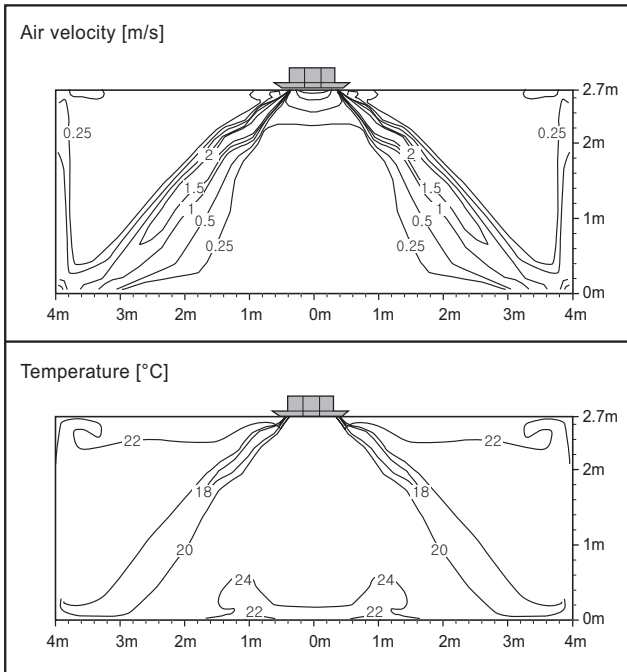 Air velocity [m/s]
2.7m
0.25 0.25
2m
2 2
1.5 1.5
1 1
1m
0.5 0.5
0.25 0.25
0m
4m 3m 2m 1m 0m 1m 2m 3m 4m
Temperature [°C]
2.7m
22 22
2m
18 18
20 20
1m
24 24
22 22
0m
4m 3m 2m 1m 0m 1m 2m 3m 4m